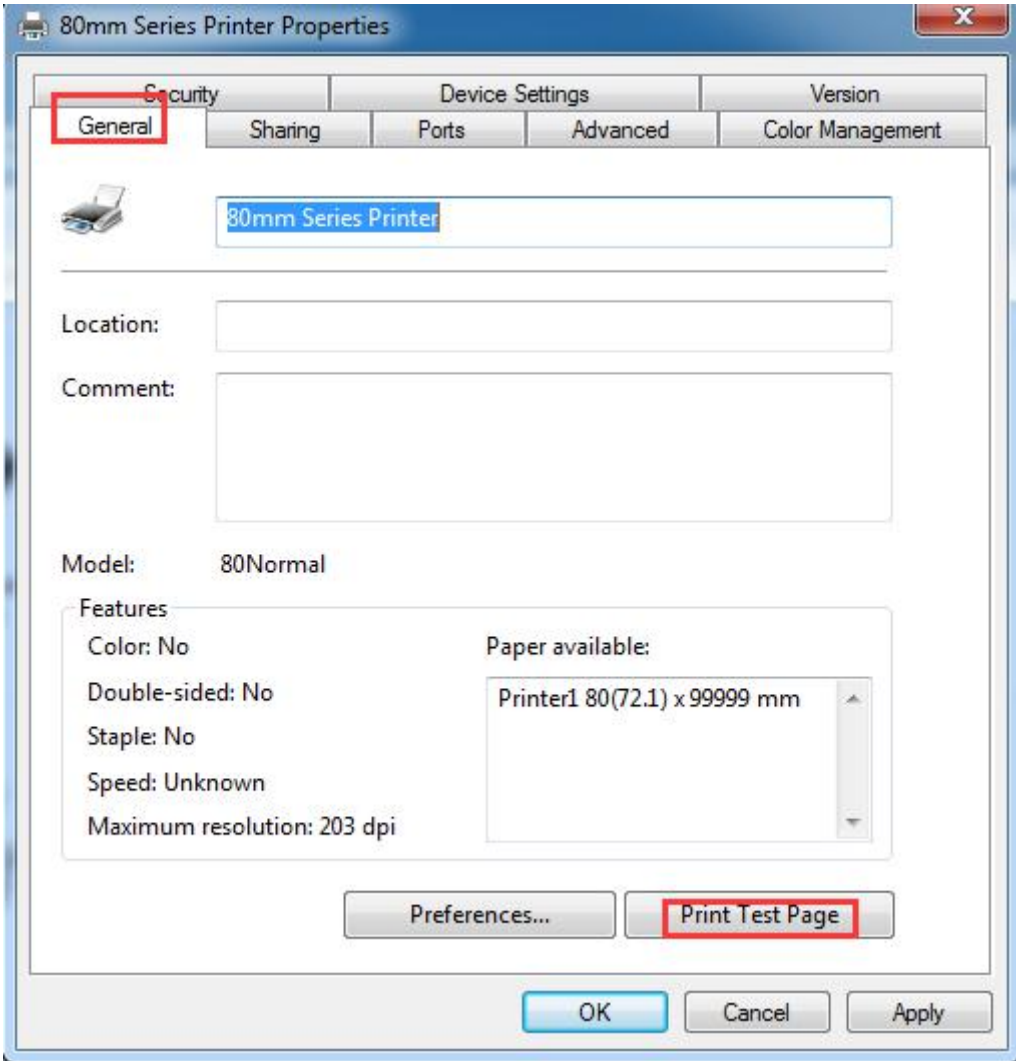 80mm Series Printer Properties
x
Security Device Settings Version
General Sharing Ports Advanced Color Management
80mm Series Printer
Location:
Comment:
Model: 80Normal
Features
Color: No Paper available:
Double-sided: No Printer1 80(72.1) x 99999 mm
Staple: No
Speed: Unknown
Maximum resolution: 203 dpi
Preferences... Print Test Page
OK Cancel Apply